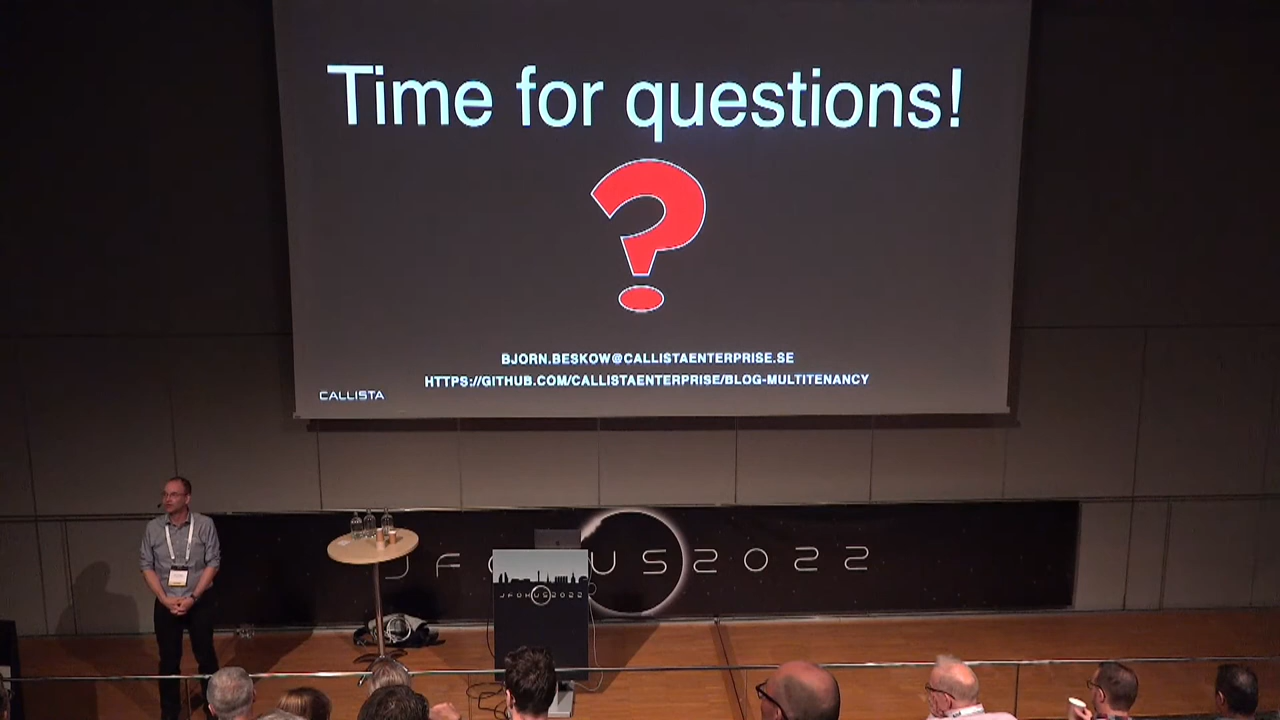 Time for questions!
?
BJORN.BESKOW@CALLISTAENTERPRISE.SE
HTTPS://GITHUB.COM/CALLISTAENTERPRISE/BLOG-MULTITENANCY
CALLISTA
JFOKUS2022
JFOKUS2022